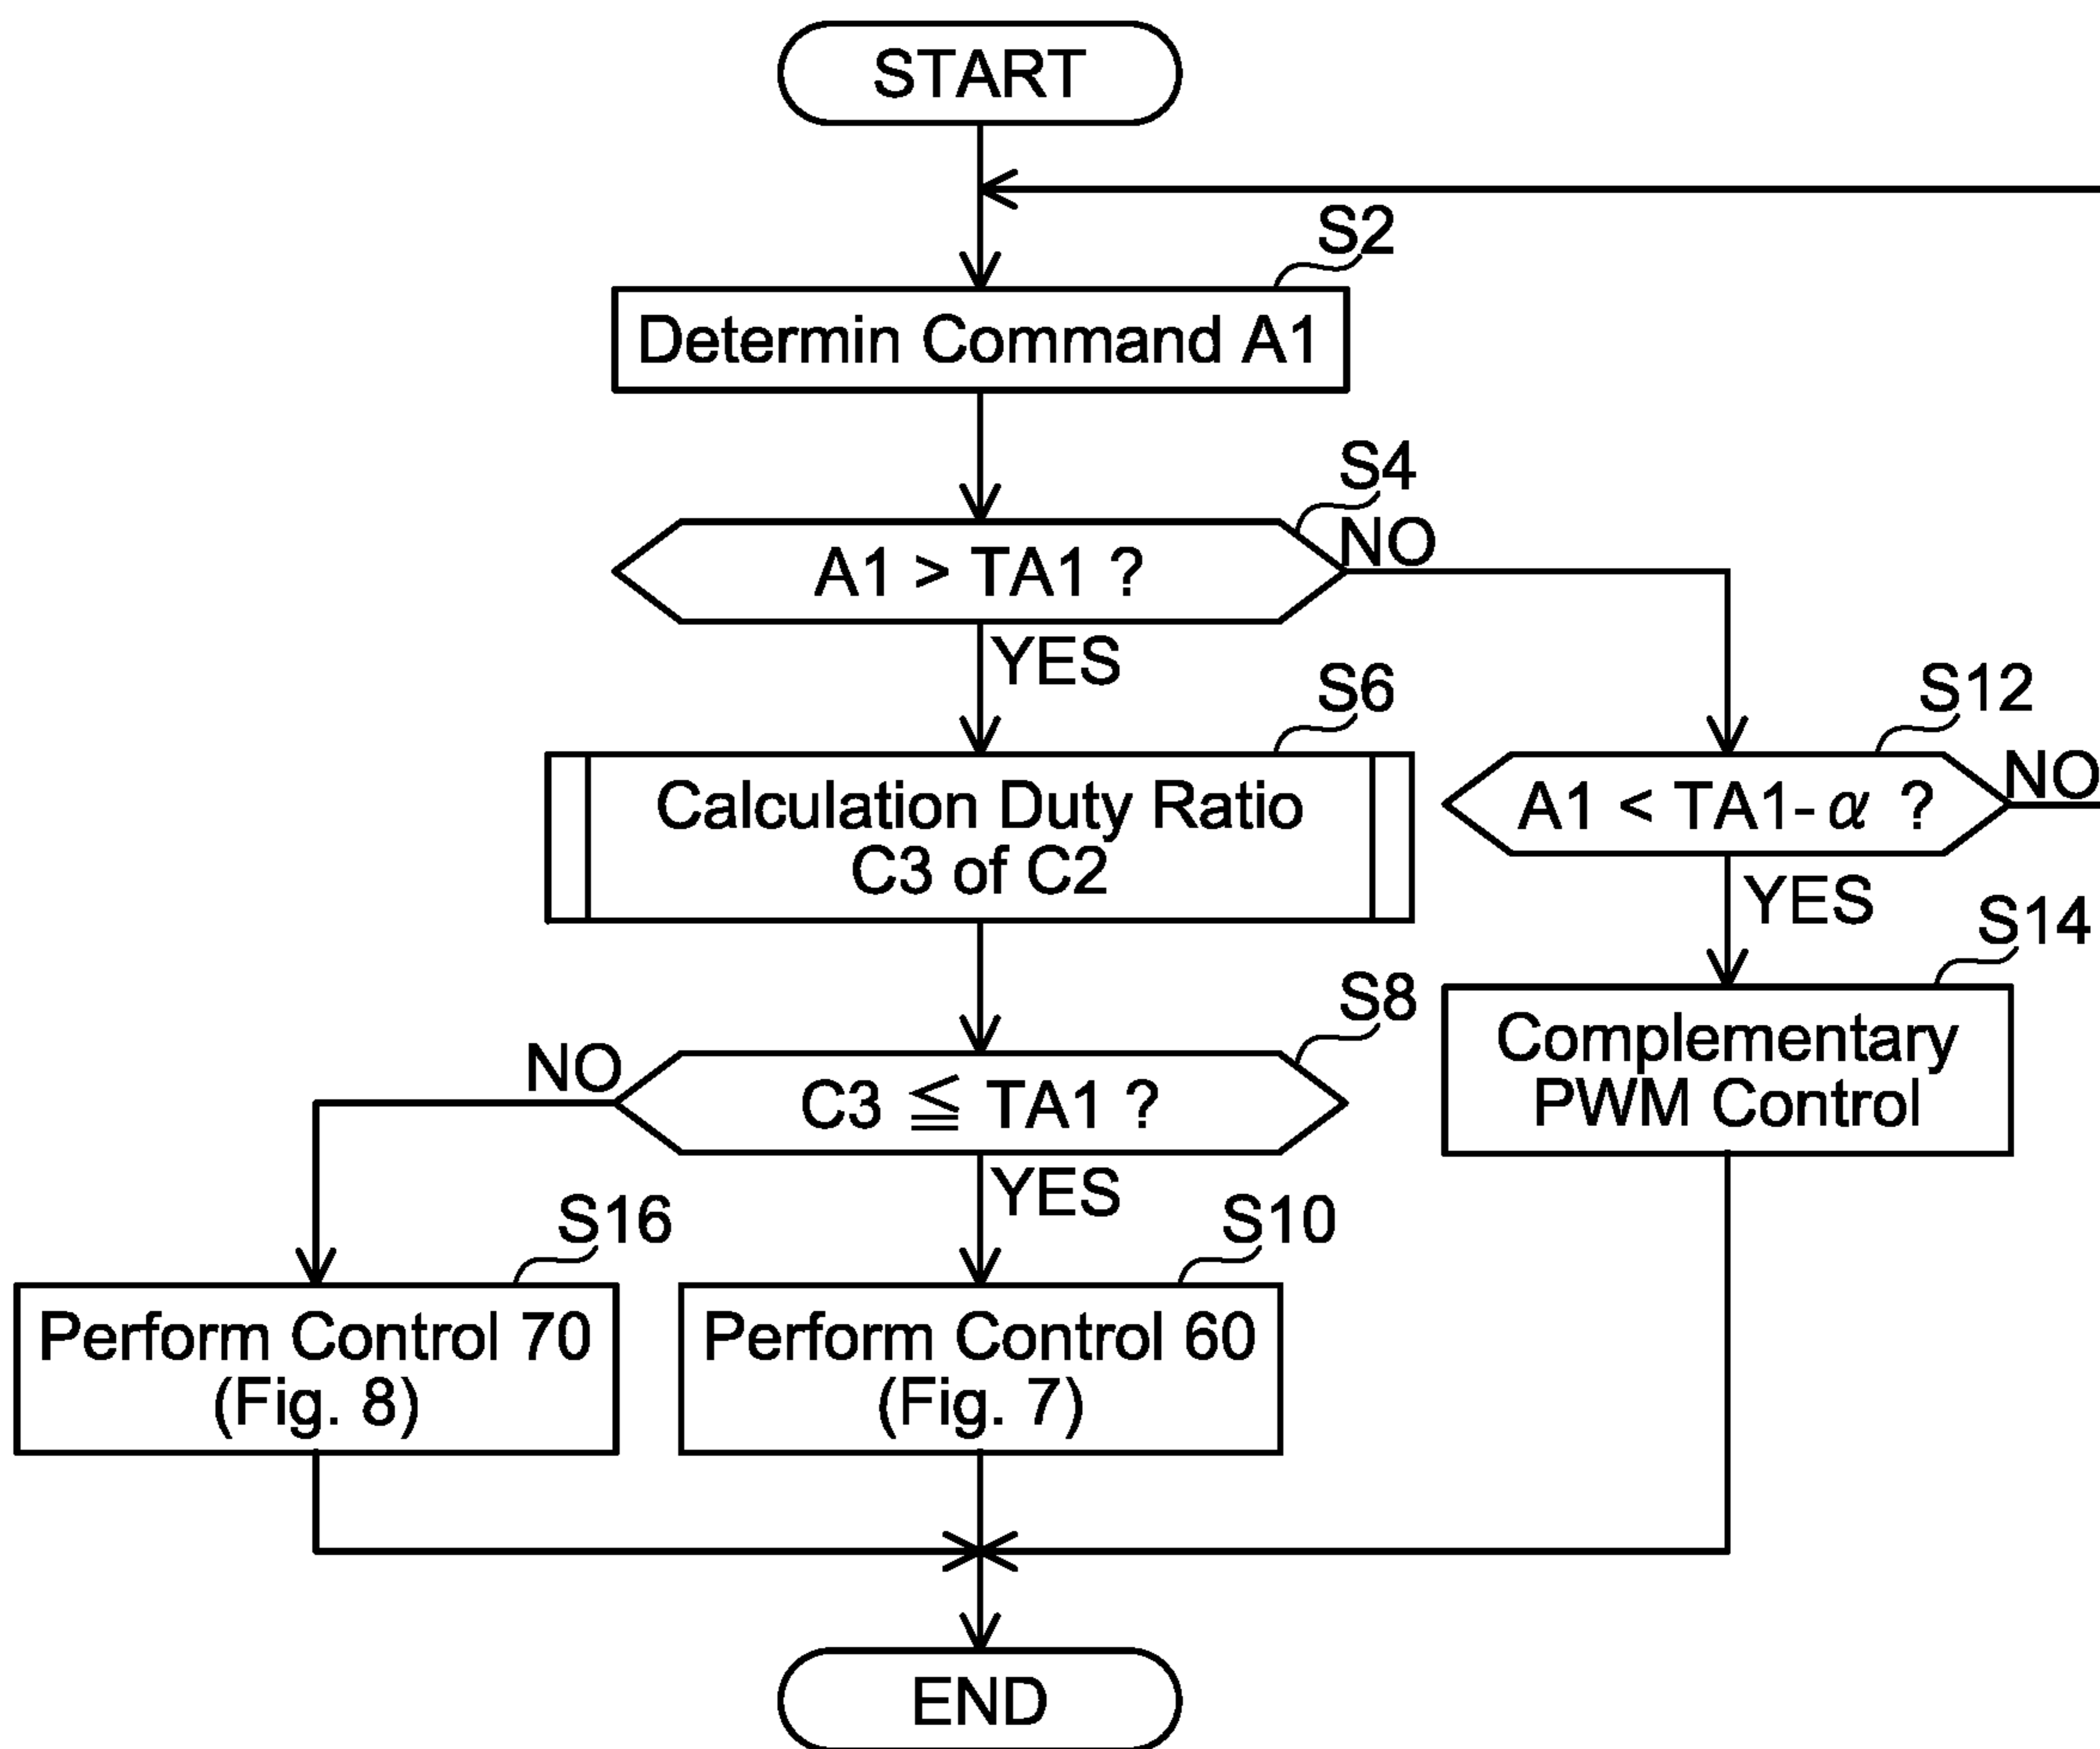 START
S2
Determin Command A1
S4
A1 > TA1 ?
NO
YES
S6
Calculation Duty Ratio
C3 of C2
S12
A1 < TA1-α ?
NO
YES
S14
Complementary
PWM Control
S8
C3 ≦ TA1 ?
NO
YES
S16
Perform Control 70
(Fig. 8)
S10
Perform Control 60
(Fig. 7)
END